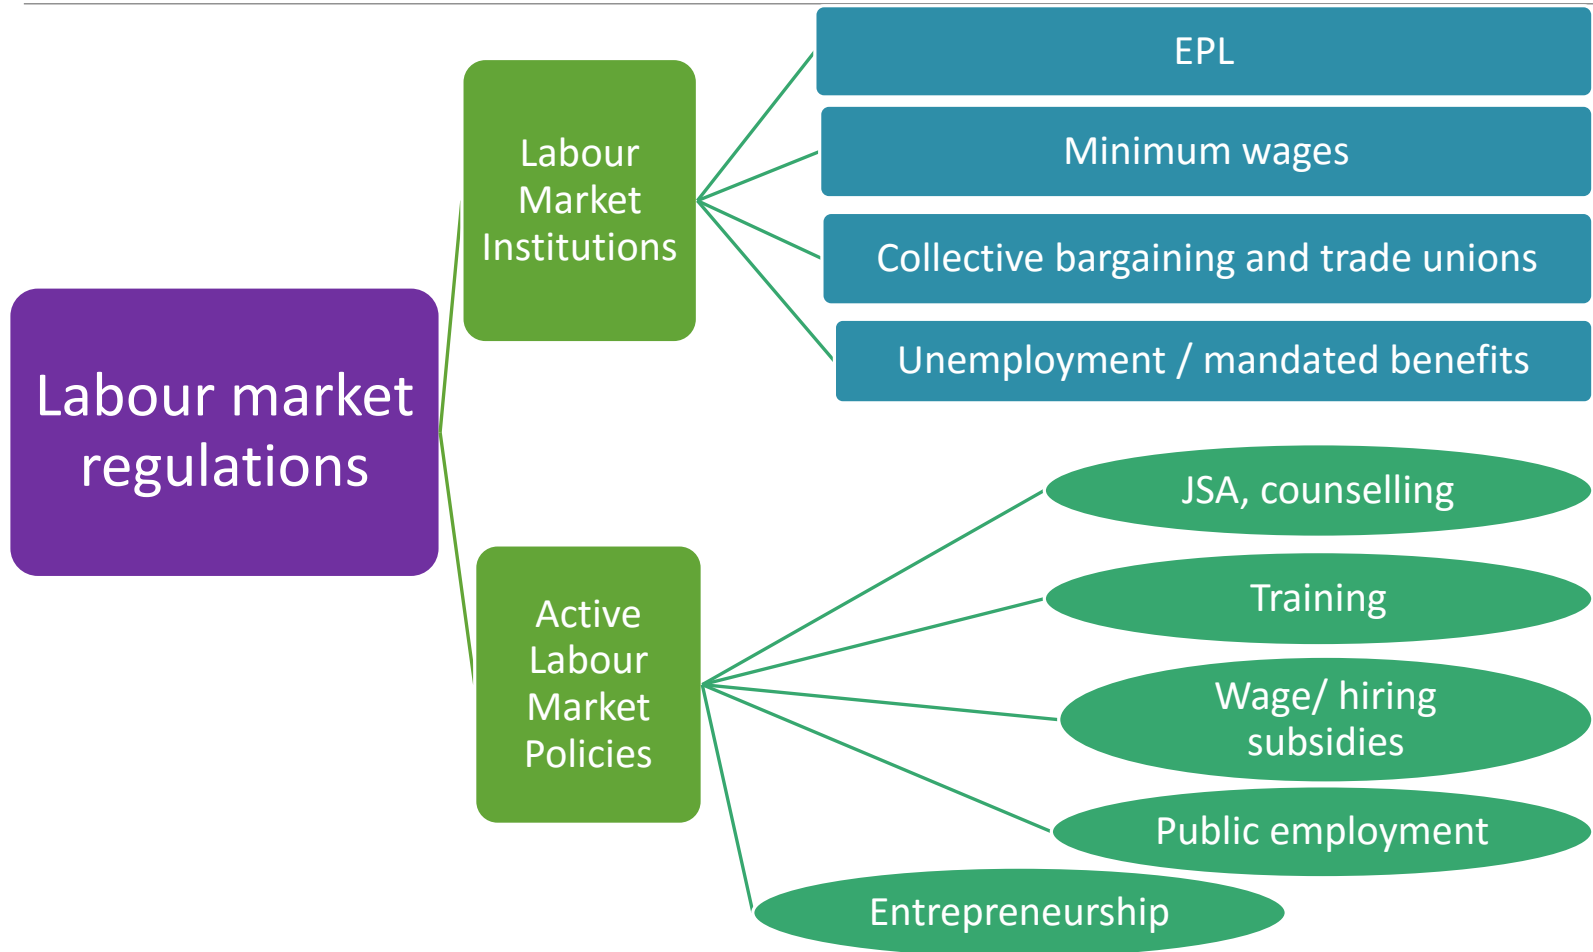 Labour market
regulations
Labour
Market
Institutions
EPL
Minimum wages
Collective bargaining and trade unions
Unemployment / mandated benefits
Active
Labour
Market
Policies
JSA, counselling
Training
Wage/ hiring
subsidies
Public employment
Entrepreneurship